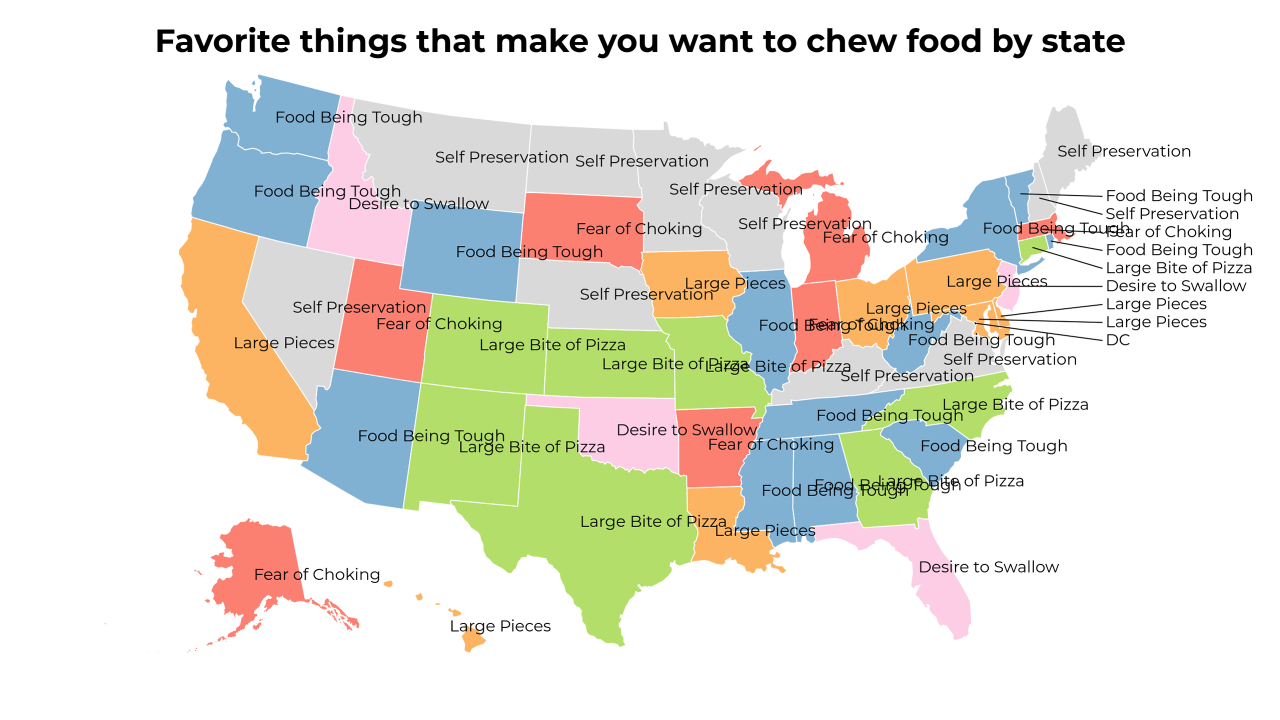 Favorite things that make you want to chew food by state
Food Being Tough
Self Preservation
Self Preservation
Self Preservation
Food Being Tough
Self Preservation
Food Being Tough
Desire to Swallow
Self Preservation
Self Preservation
Fear of Choking
Food Being Tough
Fear of Choking
Fear of Choking
Food Being Tough
Food Being Tough
Large Bite of Pizza
Food Being Tough
Large Pieces
Large Pieces
Desire to Swallow
Self Preservation
Large Pieces
Self Preservation
Large Pieces
Large Pieces
Fear of Choking
Food Being Tough
Fear of Choking
Large Pieces
Large Pieces
Large Bite of Pizza
Food Being Tough
DC
Self Preservation
Large Bite of Pizza
Large Bite of Pizza
Self Preservation
Large Bite of Pizza
Food Being Tough
Desire to Swallow
Food Being Tough
Large Bite of Pizza
Fear of Choking
Food Being Tough
Large Bite of Pizza
Food Being Tough
Food Being Tough
Large Bite of Pizza
Large Pieces
Desire to Swallow
Fear of Choking
Large Pieces